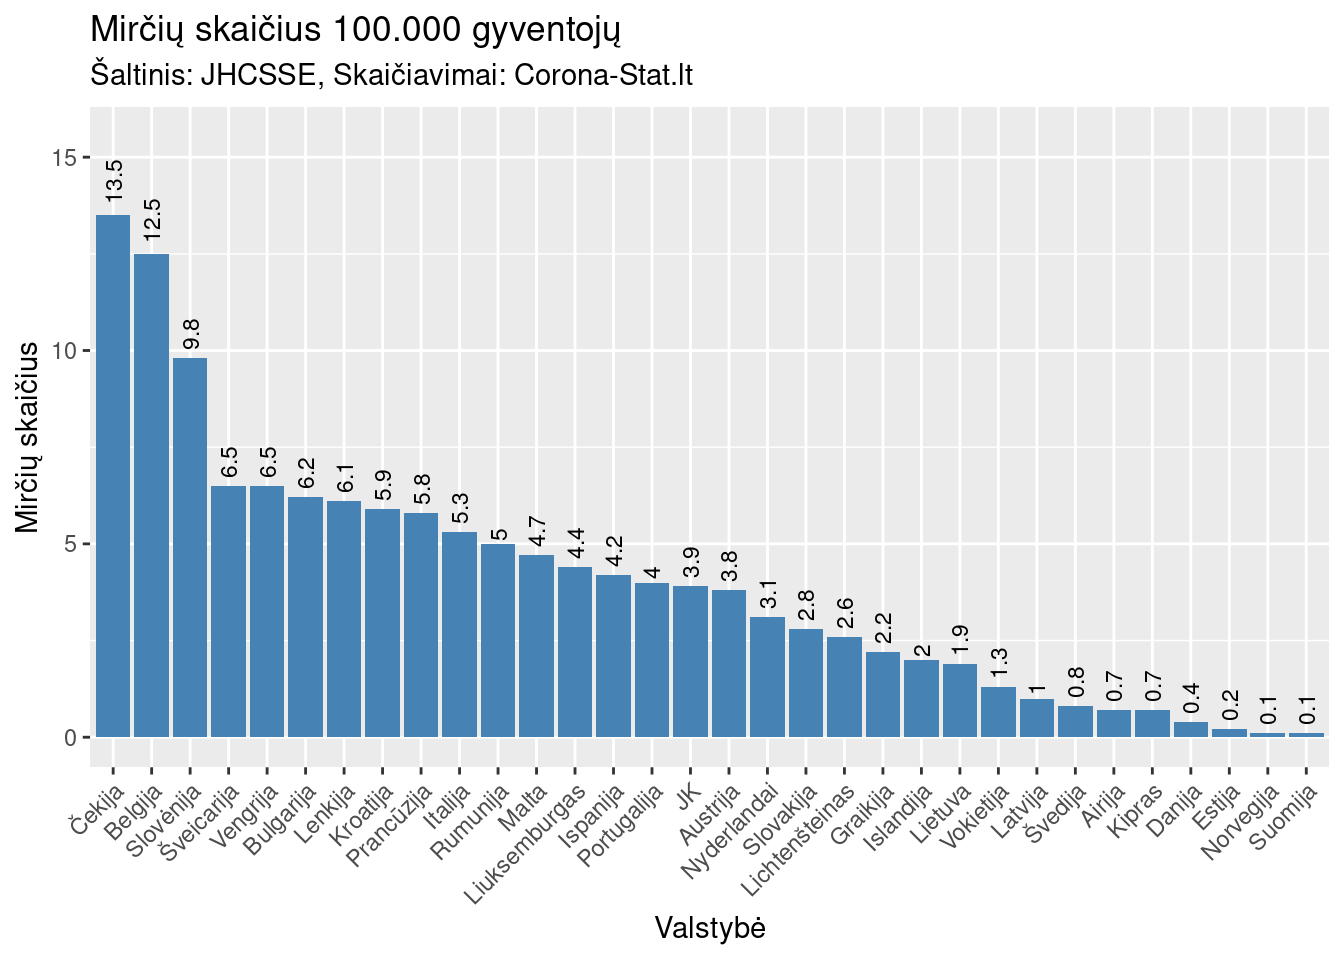 Mirčių skaičius 100.000 gyventojų
Šaltinis: JHCSSE, Skaičiavimai: Corona-Stat.lt
Mirčių skaičius
15
10
5
0
13.5
12.5
9.8
6.5
6.5
6.2
6.1
5.9
5.8
5.3
5
4.7
4.4
4.2
4
3.9
3.8
3.1
2.8
2.6
2.2
2
1.9
1.3
1
0.8
0.7
0.7
0.4
0.2
0.1
0.1
Čekija
Belgija
Slovėnija
Šveicarija
Vengrija
Bulgarija
Lenkija
Kroatija
Prancūzija
Italija
Rumunija
Malta
Liuksemburgas
Ispanija
Portugalija
JK
Austrija
Nyderlandai
Slovakija
Lichtenšteinas
Graikija
Islandija
Lietuva
Vokietija
Latvija
Švedija
Airija
Kipras
Danija
Estija
Norvegija
Suomija
Valstybė